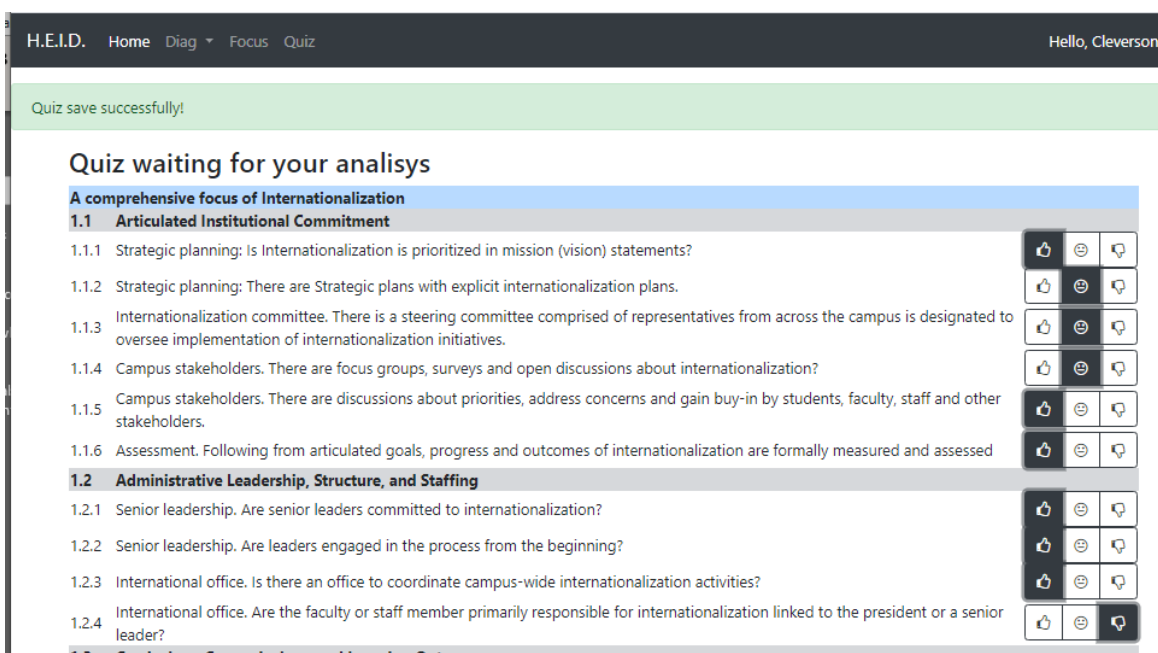 H.E.I.D. Home Diag Focus Quiz Hello, Cleverson
Quiz save successfully!
Quiz waiting for your analisys
A comprehensive focus of Internationalization
1.1 Articulated Institutional Commitment
1.1.1 Strategic planning: Is Internationalization is prioritized in mission (vision) statements?
1.1.2 Strategic planning: There are Strategic plans with explicit internationalization plans.
1.1.3 Internationalization committee. There is a steering committee comprised of representatives from across the campus is designated to
oversee implementation of internationalization initiatives.
1.1.4 Campus stakeholders. There are focus groups, surveys and open discussions about internationalization?
1.1.5 Campus stakeholders. There are discussions about priorities, address concerns and gain buy-in by students, faculty, staff and other
stakeholders.
1.1.6 Assessment. Following from articulated goals, progress and outcomes of internationalization are formally measured and assessed
1.2 Administrative Leadership, Structure, and Staffing
1.2.1 Senior leadership. Are senior leaders committed to internationalization?
1.2.2 Senior leadership. Are leaders engaged in the process from the beginning?
1.2.3 International office. Is there an office to coordinate campus-wide internationalization activities?
1.2.4 International office. Are the faculty or staff member primarily responsible for internationalization linked to the president or a senior
leader?